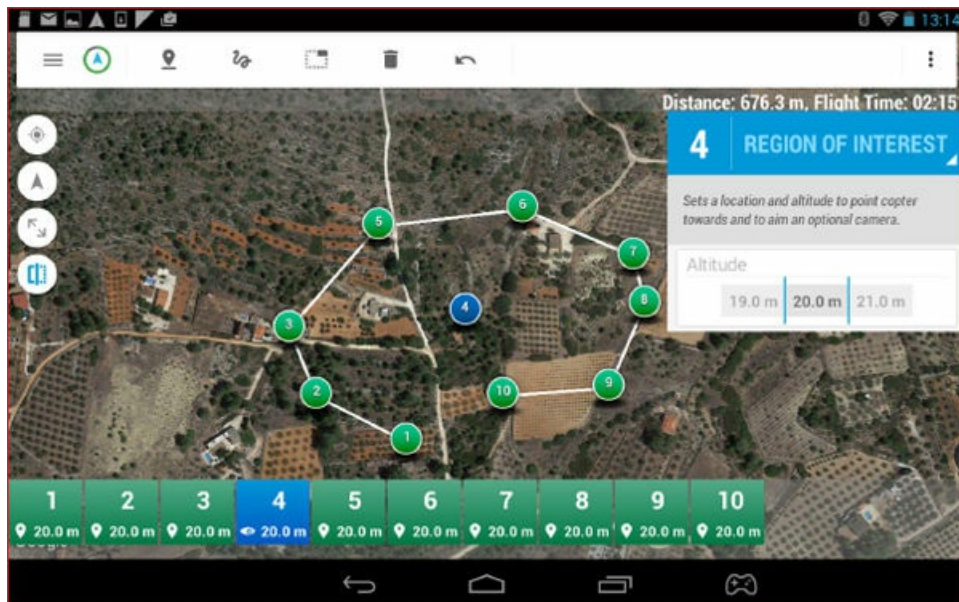 13:14
Distance: 676.3 m, Flight Time: 02:15
4 REGION OF INTEREST
Sets a location and altitude to point copter
towards and to aim an optional camera.
Altitude
19.0 m 20.0 m 21.0 m
6
5
7
8
4
3
9
10
2
1
1 2 3 4 5 6 7 8 9 10
20.0 m 20.0 m 20.0 m 20.0 m 20.0 m 20.0 m 20.0 m 20.0 m 20.0 m 20.0 m